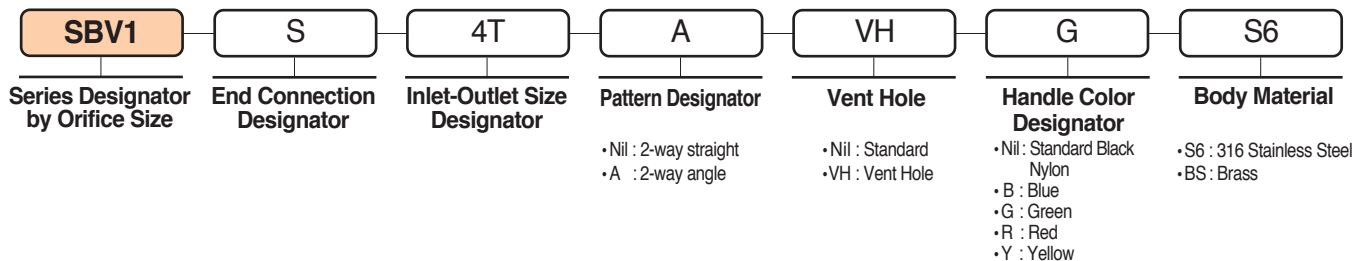 SBV1 S 4T A VH G S6
Series Designator
by Orifice Size
End Connection
Designator
Inlet-Outlet Size
Designator
Pattern Designator
•Nil : 2-way straight
•A : 2-way angle
Vent Hole
•Nil : Standard
•VH : Vent Hole
Handle Color
Designator
•Nil : Standard Black
Nylon
•B : Blue
•G : Green
•R : Red
•Y : Yellow
Body Material
•S6 : 316 Stainless Steel
•BS : Brass